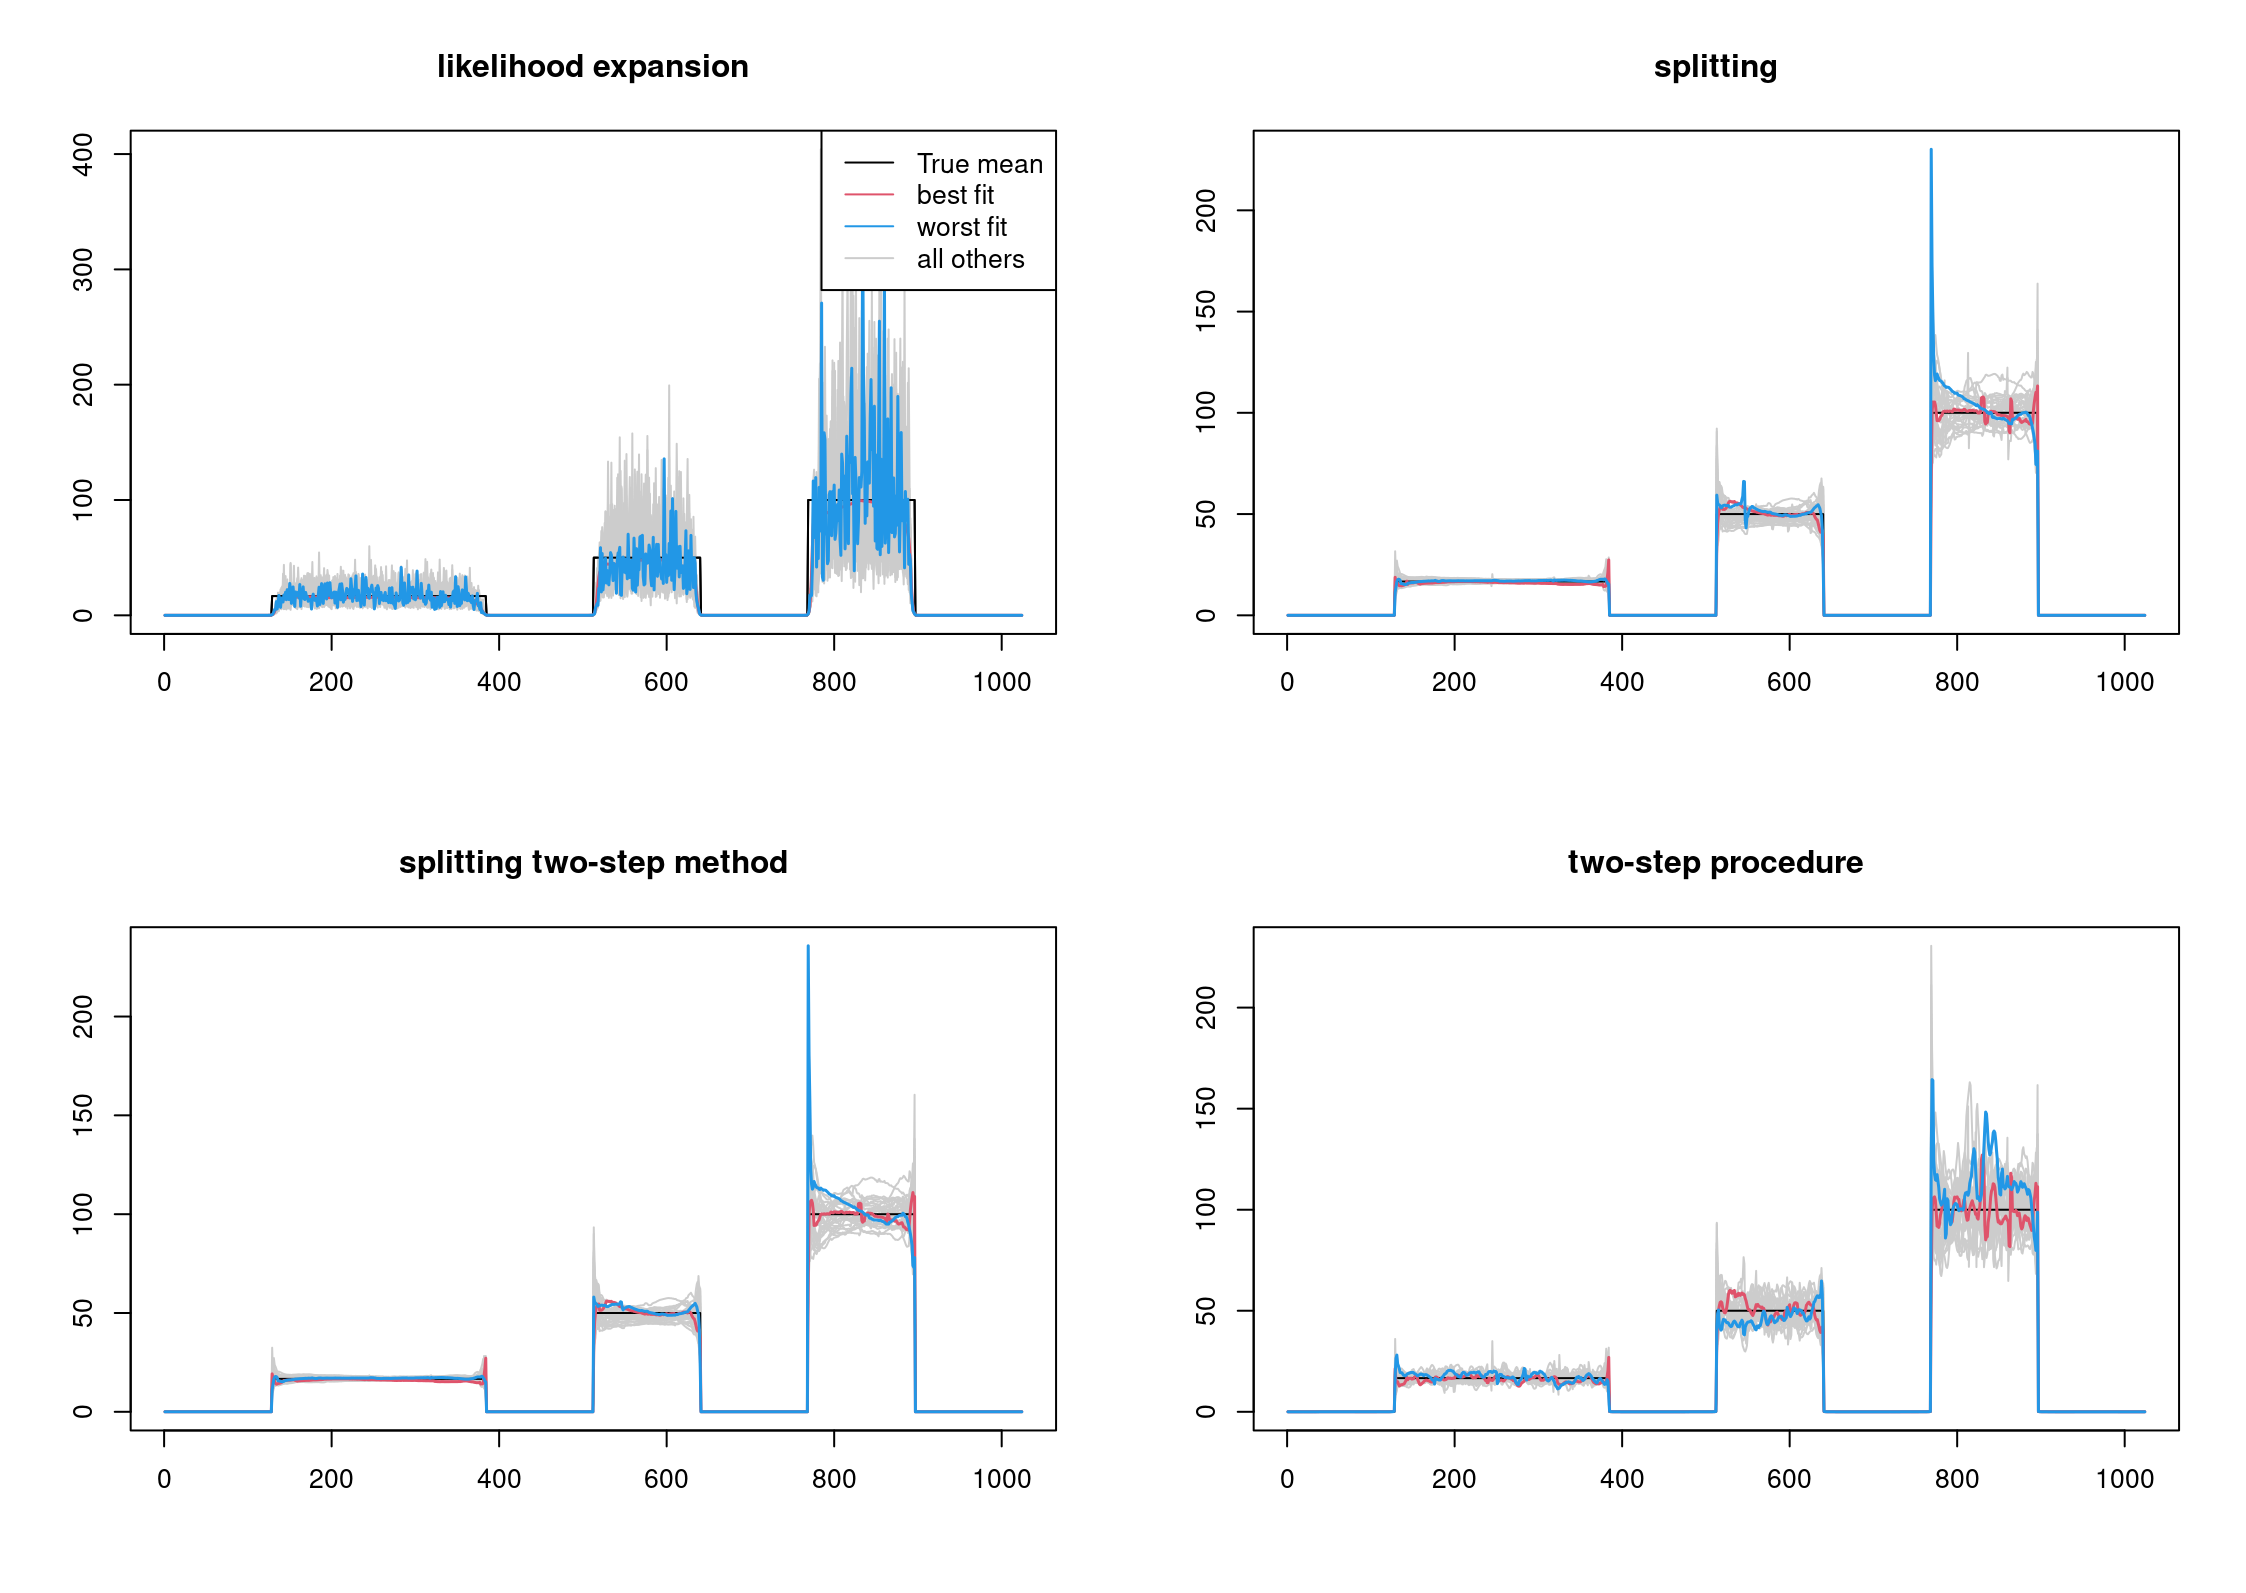 likelihood expansion
400
300
200
100
0
0 200 400 600 800 1000
True mean
best fit
worst fit
all others
splitting
200
150
100
50
0
0 200 400 600 800 1000
splitting two-step method
200
150
100
50
0
0 200 400 600 800 1000
two-step procedure
200
150
100
50
0
0 200 400 600 800 1000